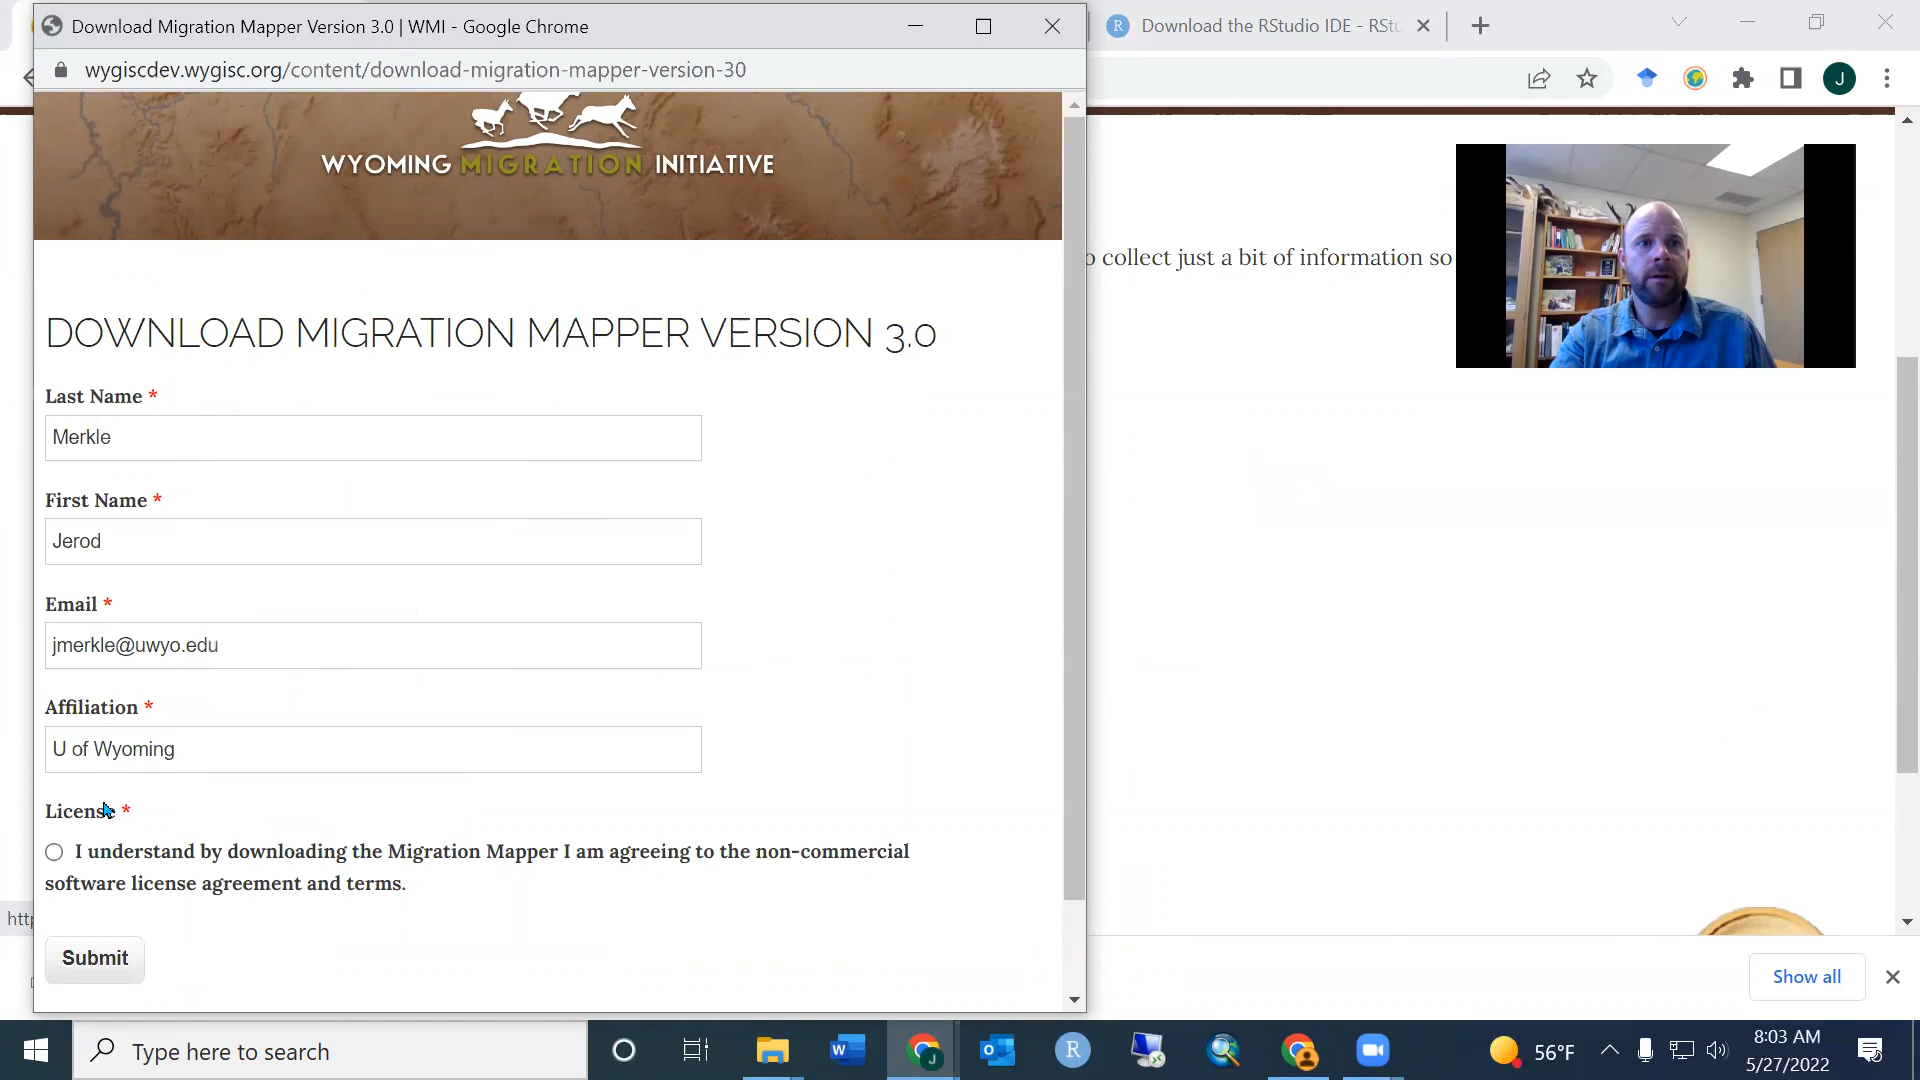 Download Migration Mapper Version 3.0 | WMI - Google Chrome
Download the RStudio IDE - RStu
wygiscdev.wygisc.org/content/download-migration-mapper-version-30
J
WYOMING MIGRATION INITIATIVE
collect just a bit of information so
DOWNLOAD MIGRATION MAPPER VERSION 3.0
Last Name *
Merkle
First Name *
Jerod
Email *
jmerkle@uwyo.edu
Affiliation *
U of Wyoming
License *
I understand by downloading the Migration Mapper I am agreeing to the non-commercial
software license agreement and terms.
Submit
Show all
Type here to search
56°F
8:03 AM
5/27/2022